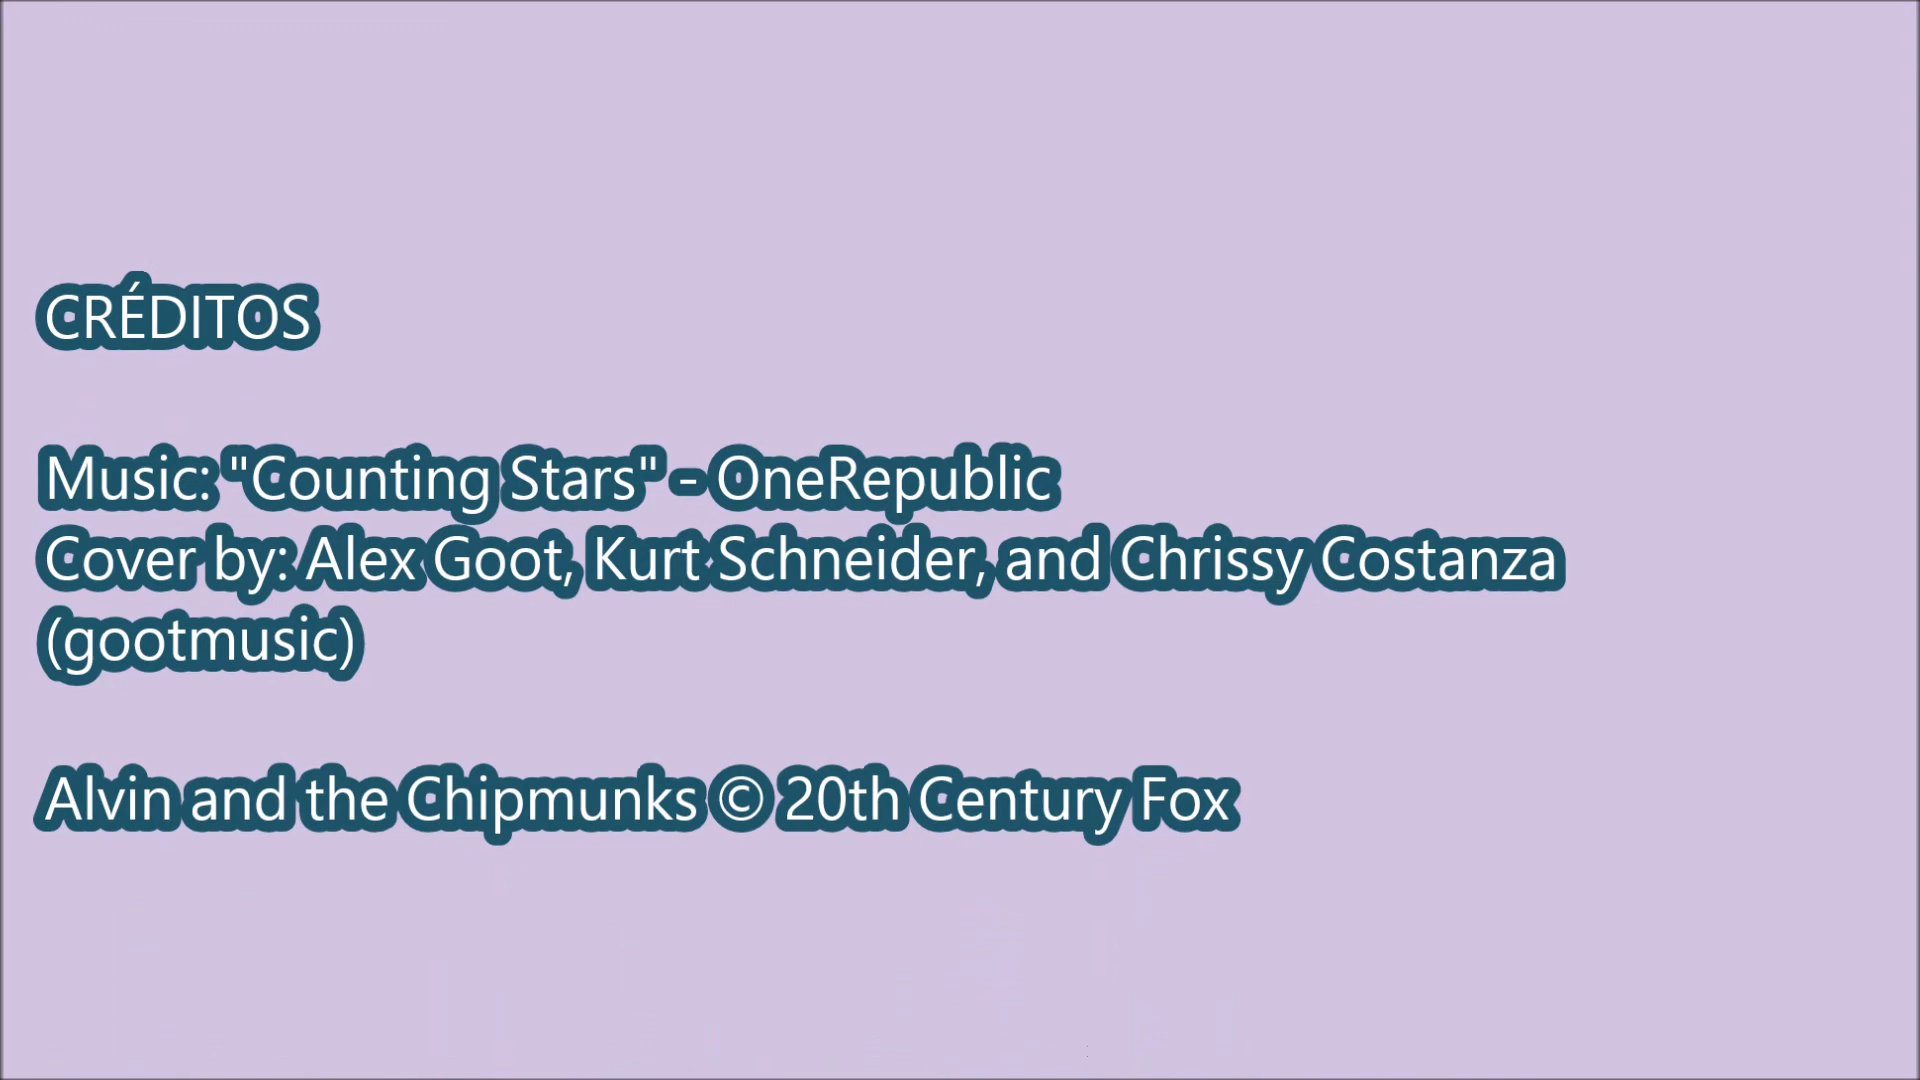 CRÉDITOS
Music: "Counting Stars" - OneRepublic
Cover by: Alex Goot, Kurt Schneider, and Chrissy Costanza
(gootmusic)
Alvin and the Chipmunks © 20th Century Fox